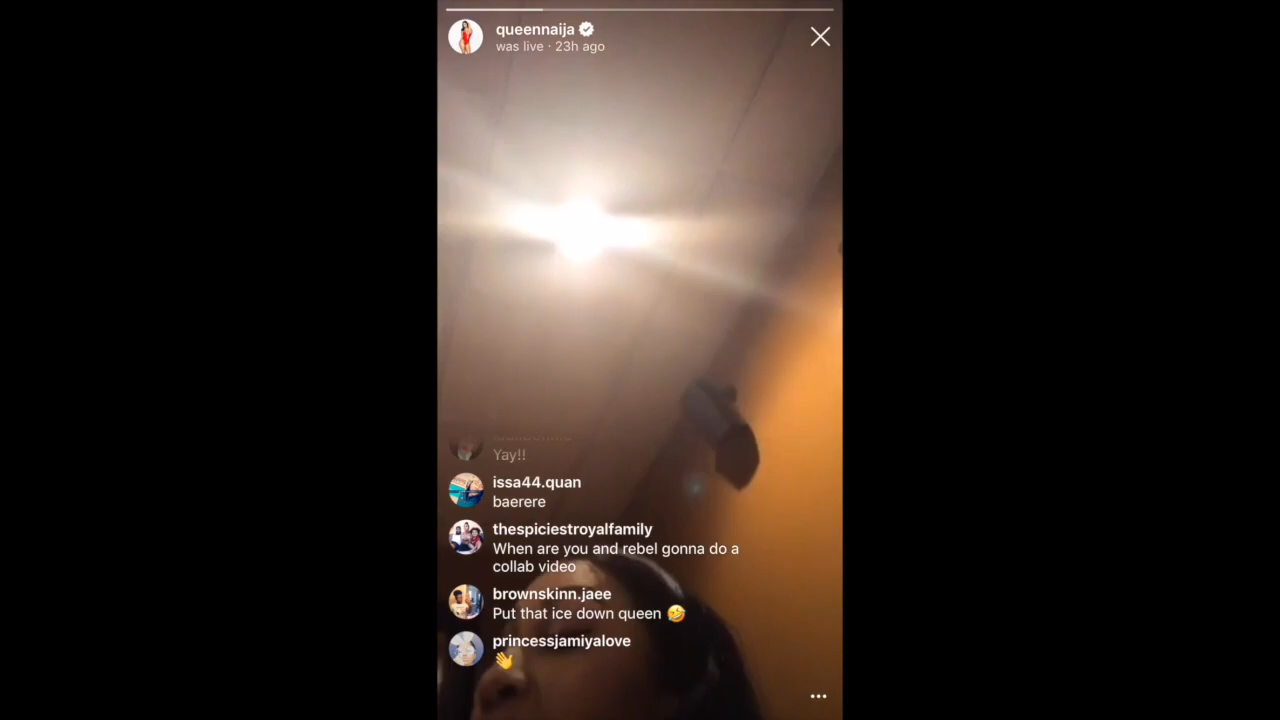 queennaija
was live · 23h ago
Yay!!
issa44.quan
baerere
thespiciestroyalfamily
When are you and rebel gonna do a
collab video
brownskinn.jaee
Put that ice down queen 🤣
princessjamiyalove
👋